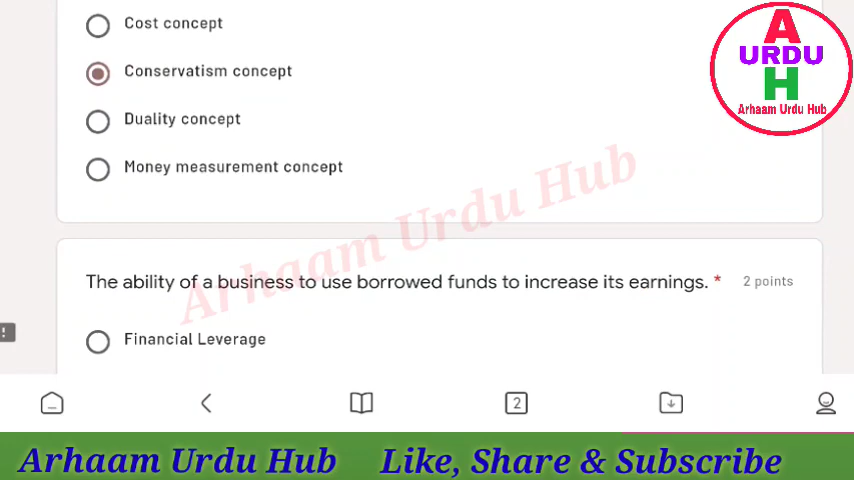 Cost concept
Conservatism concept
Duality concept
Money measurement concept
The ability of a business to use borrowed funds to increase its earnings. * 2 points
Financial Leverage
!
2
A
URDU
H
Arhaam Urdu Hub
Arhaam Urdu Hub
Arhaam Urdu Hub Like, Share & Subscribe